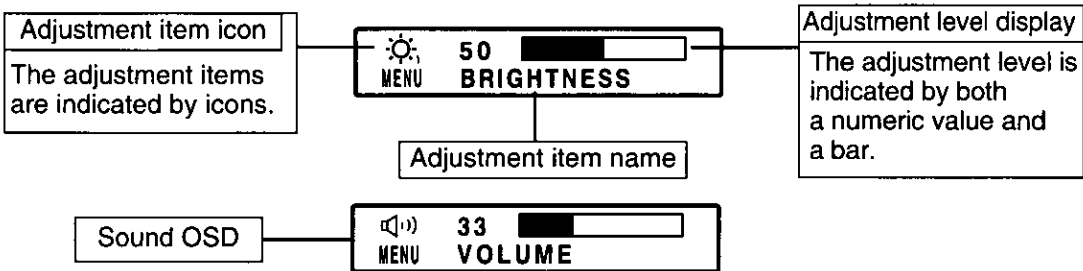 Adjustment item icon
The adjustment items
are indicated by icons.
50
MENU BRIGHTNESS
Adjustment item name
Adjustment level display
The adjustment level is
indicated by both
a numeric value and
a bar.
Sound OSD
33
MENU VOLUME